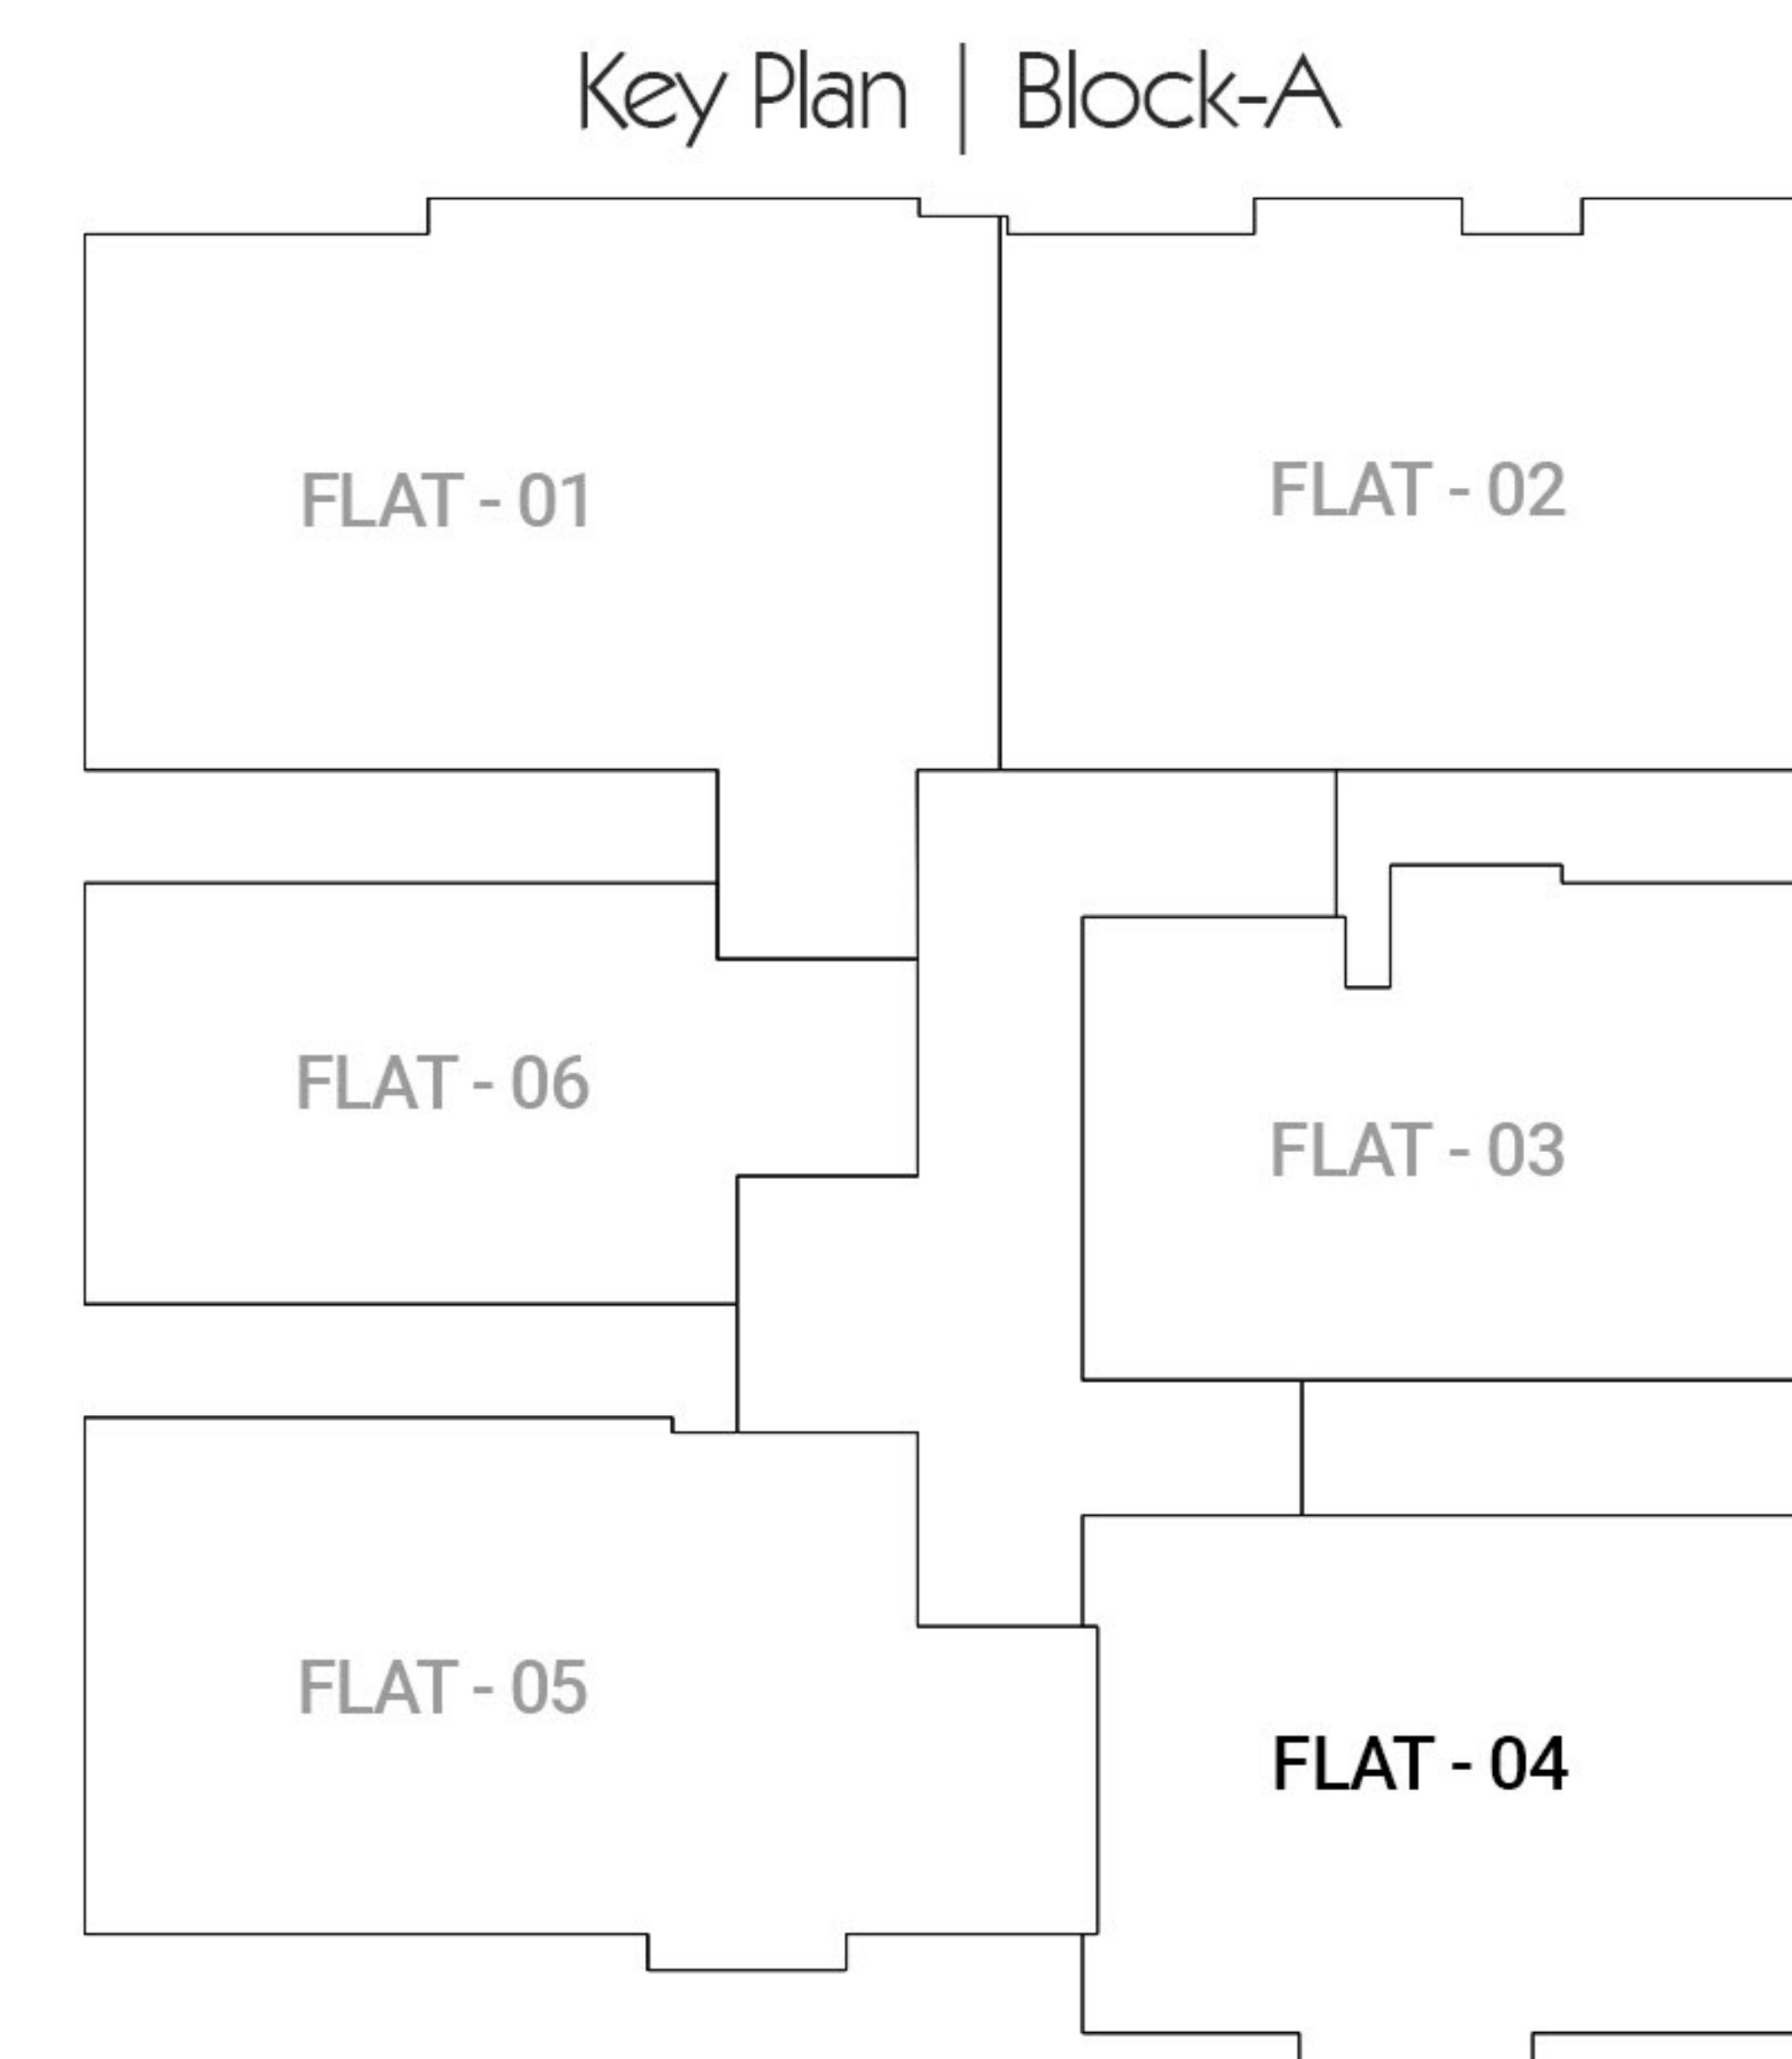 Key Plan | Block-A
FLAT - 01
FLAT - 02
FLAT - 06
FLAT - 03
FLAT - 05
FLAT - 04